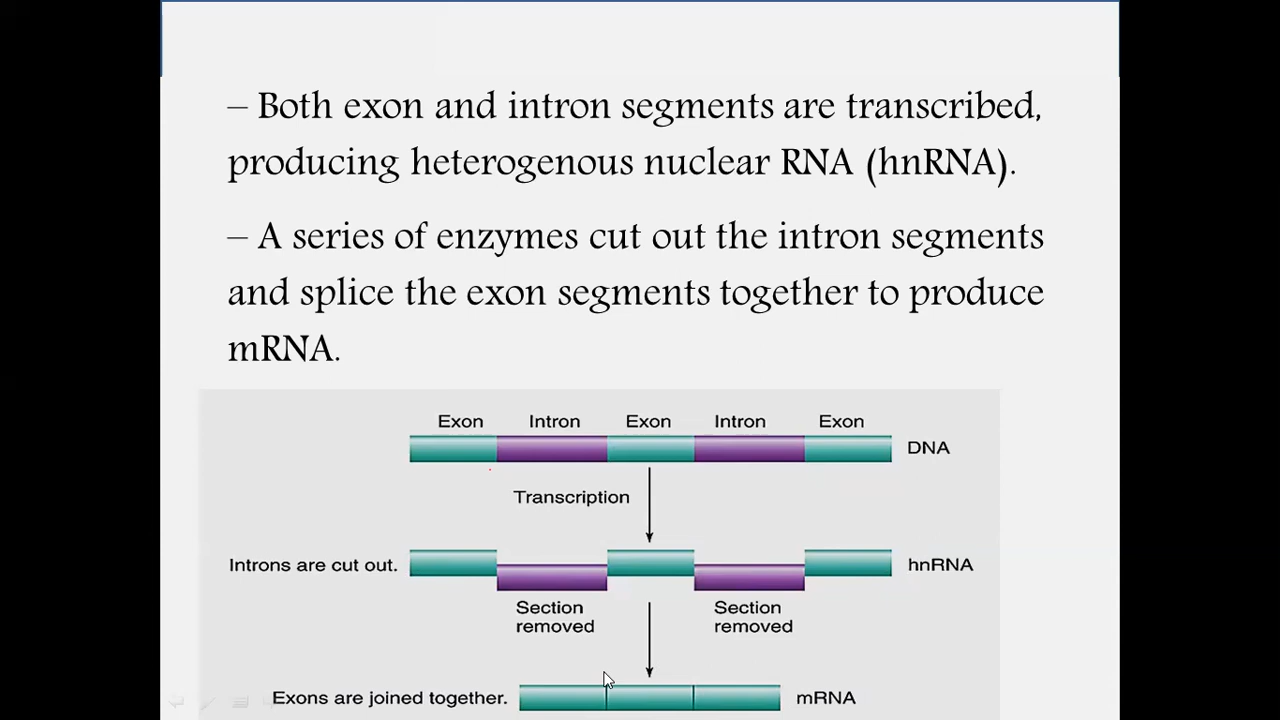 – Both exon and intron segments are transcribed,
producing heterogenous nuclear RNA (hnRNA).
– A series of enzymes cut out the intron segments
and splice the exon segments together to produce
mRNA.
Exon Intron Exon Intron Exon
DNA
Transcription
Introns are cut out. hnRNA
Section Section
removed removed
Exons are joined together. mRNA